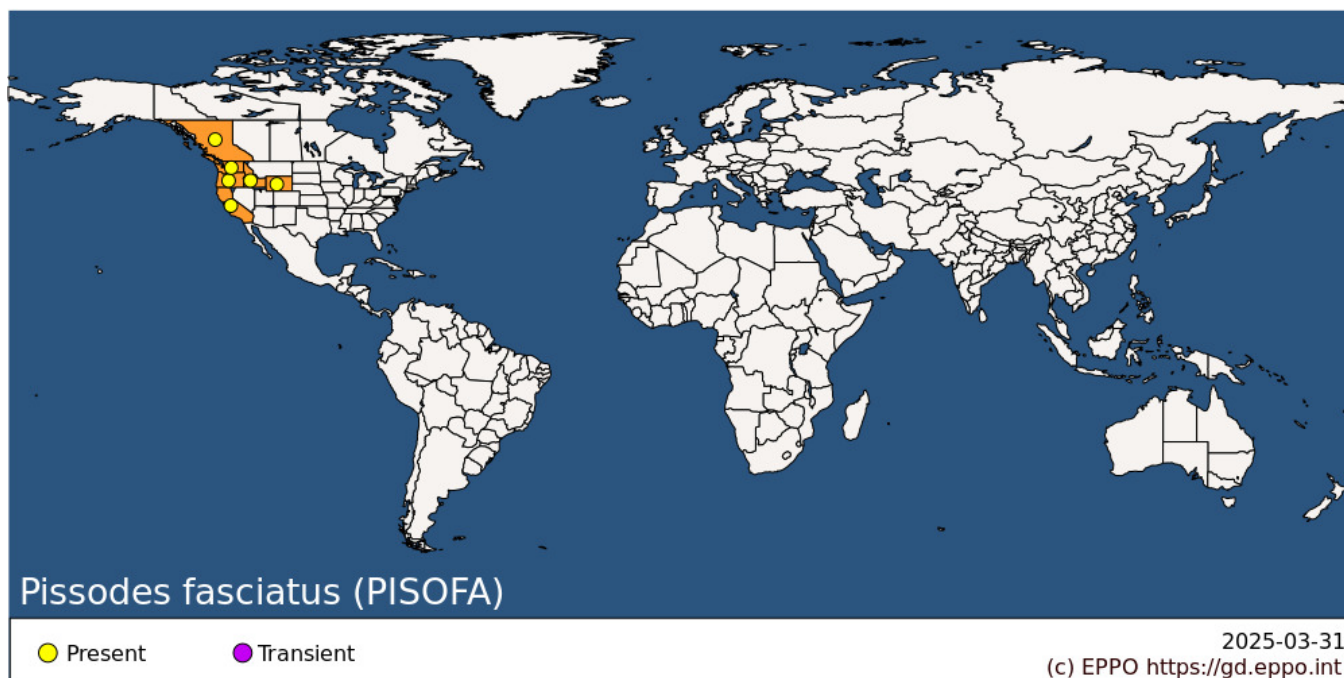 Pissodes fasciatus (PISOFA)
Present
Transient
2025-03-31
(c) EPPO https://gd.eppo.int